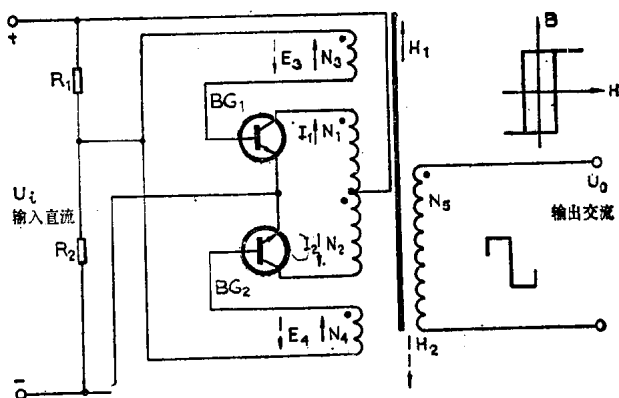 +
R₁
Uᵢ
输入直流
R₂
−
E₃ N₃
BG₁
I₁ N₁
I₂ N₂
BG₂
E₄ N₄
H₁
H₂
B
H
N₅
U₀
输出交流